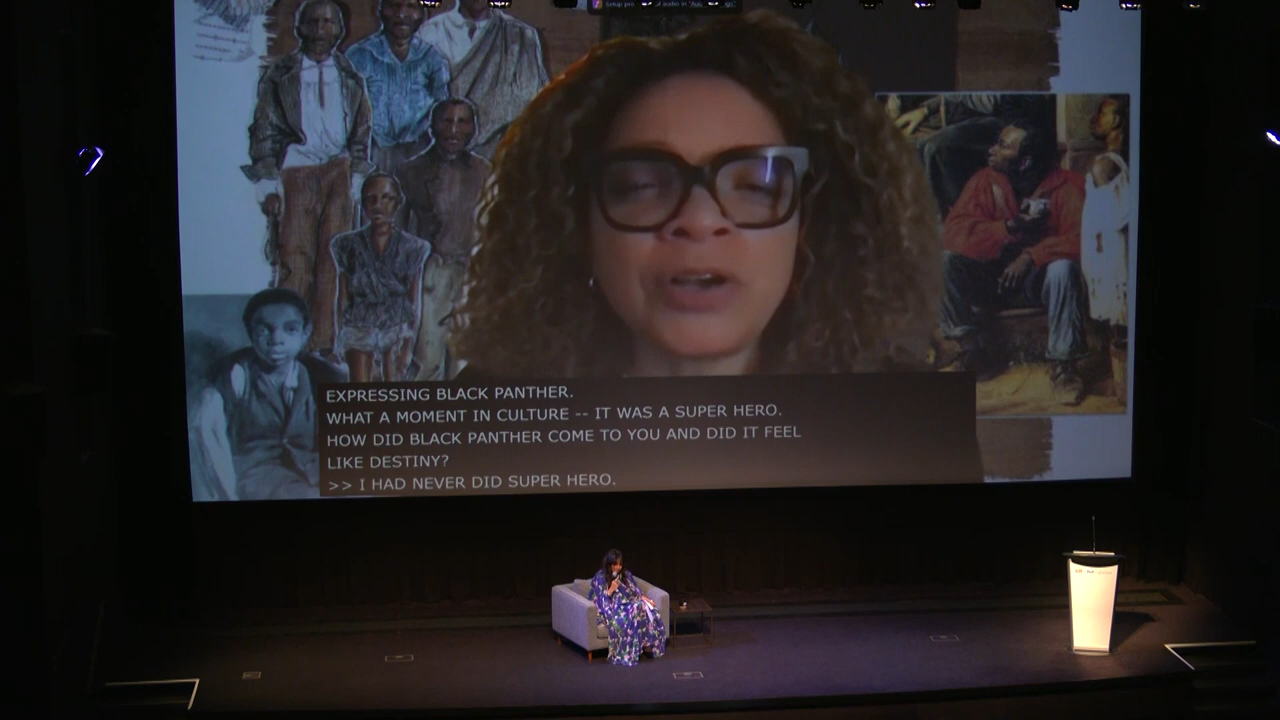 EXPRESSING BLACK PANTHER.
WHAT A MOMENT IN CULTURE -- IT WAS A SUPER HERO.
HOW DID BLACK PANTHER COME TO YOU AND DID IT FEEL
LIKE DESTINY?
>> I HAD NEVER DID SUPER HERO.